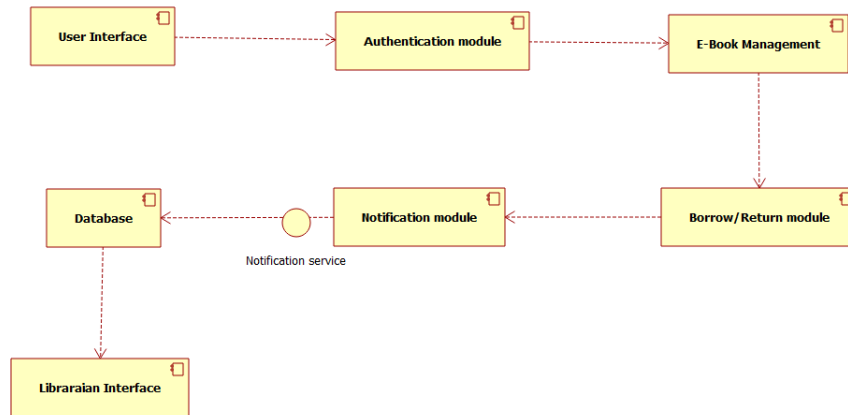 User Interface
Authentication module
E-Book Management
Database
Notification module
Borrow/Return module
Notification service
Libraraian Interface